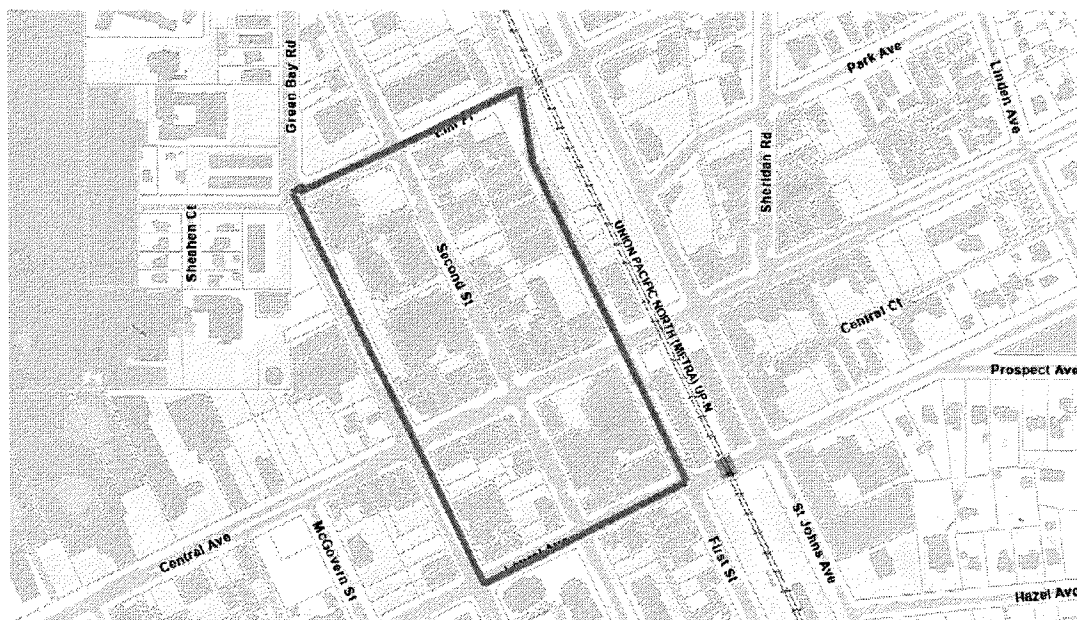 Park Ave
Linden Ave
Green Bay Rd
Sheridan Rd
Sheahen Ct
Second St
UNION PACIFIC NORTH (METRA) UP-N
Central Ct
Prospect Ave
Central Ave
McGovern St
First St
St Johns Ave
Hazel Ave